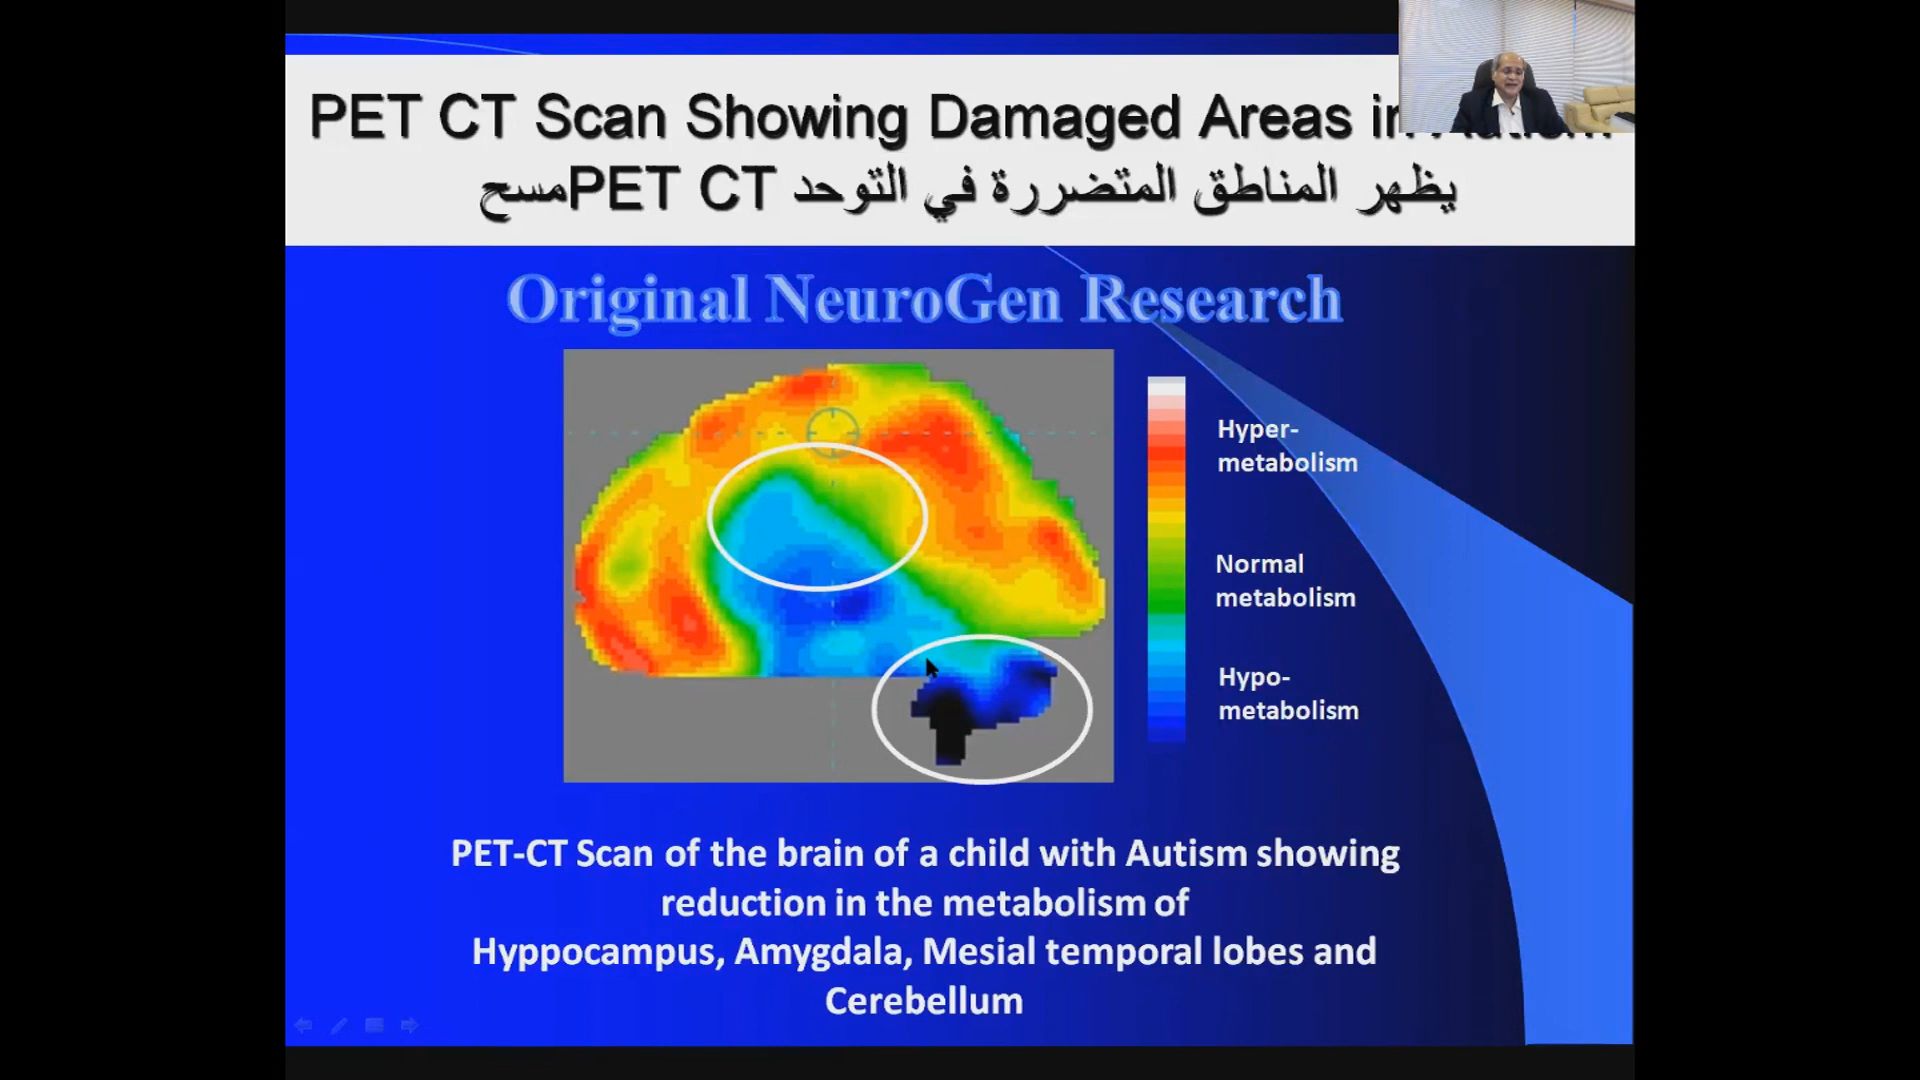 PET CT Scan Showing Damaged Areas in
يظهر المناطق المتضررة في التوحد PET CTمسح
Original NeuroGen Research
Hyper-
metabolism
Normal
metabolism
Hypo-
metabolism
PET-CT Scan of the brain of a child with Autism showing
reduction in the metabolism of
Hyppocampus, Amygdala, Mesial temporal lobes and
Cerebellum